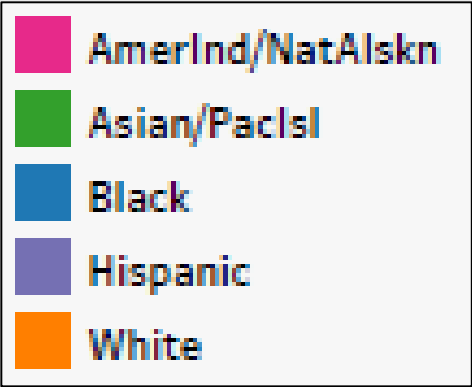 AmerInd/NatAlskn
Asian/PacIsl
Black
Hispanic
White